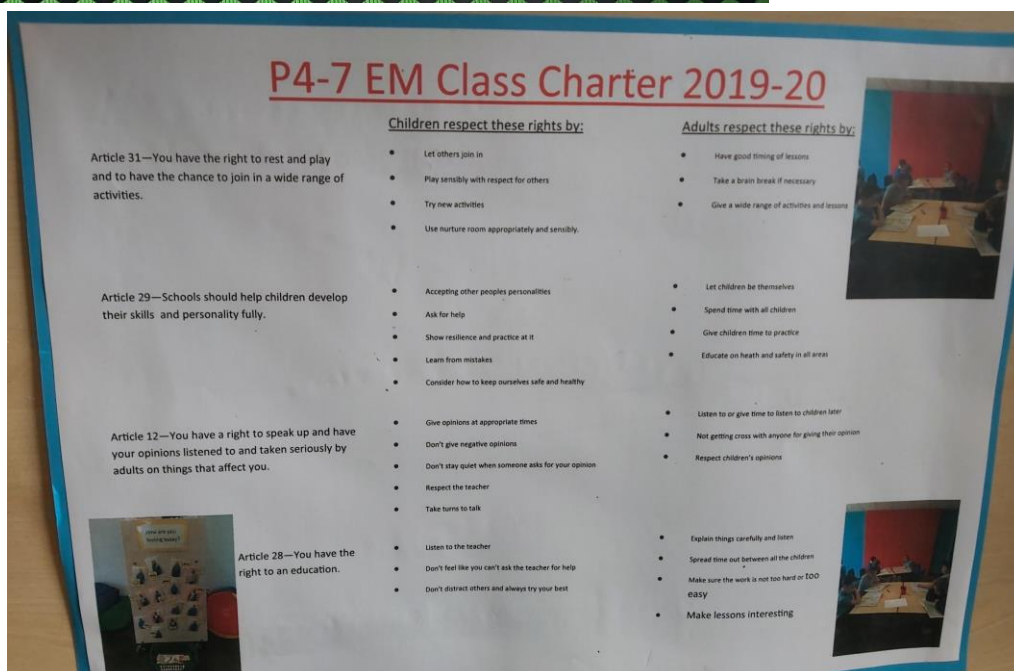 P4-7 EM Class Charter 2019-20
Children respect these rights by:
Adults respect these rights by:
Article 31—You have the right to rest and play
and to have the chance to join in a wide range of
activities.
Let others join in
Play sensibly with respect for others
Try new activities
Use nurture room appropriately and sensibly.
Have good timing of lessons
Take a brain break if necessary
Give a wide range of activities and lessons
Article 29—Schools should help children develop
their skills and personality fully.
Accepting other peoples personalities
Ask for help
Show resilience and practice at it
Learn from mistakes
Consider how to keep ourselves safe and healthy
Let children be themselves
Spend time with all children
Give children time to practice
Educate on heath and safety in all areas
Article 12—You have a right to speak up and have
your opinions listened to and taken seriously by
adults on things that affect you.
Give opinions at appropriate times
Don't give negative opinions
Don't stay quiet when someone asks for your opinion
Respect the teacher
Take turns to talk
Listen to or give time to listen to children later
Not getting cross with anyone for giving their opinion
Respect children's opinions
Article 28—You have the
right to an education.
Listen to the teacher
Don't feel like you can't ask the teacher for help
Don't distract others and always try your best
Explain things carefully and listen
Spread time out between all the children
Make sure the work is not too hard or too
easy
Make lessons interesting
How are you
today?